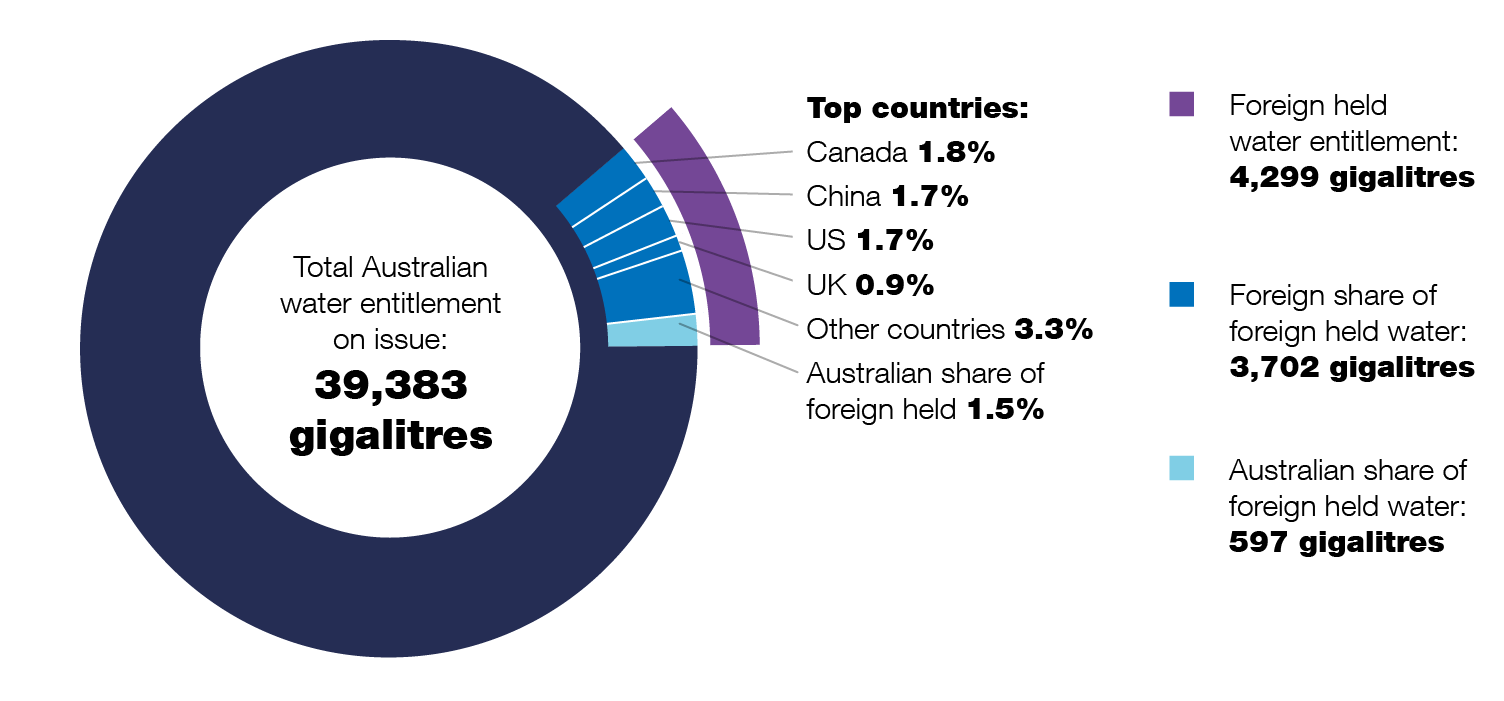 Total Australian
water entitlement
on issue:
39,383
gigalitres
Top countries:
Canada 1.8%
China 1.7%
US 1.7%
UK 0.9%
Other countries 3.3%
Australian share of
foreign held 1.5%
Foreign held
water entitlement:
4,299 gigalitres
Foreign share of
foreign held water:
3,702 gigalitres
Australian share of
foreign held water:
597 gigalitres